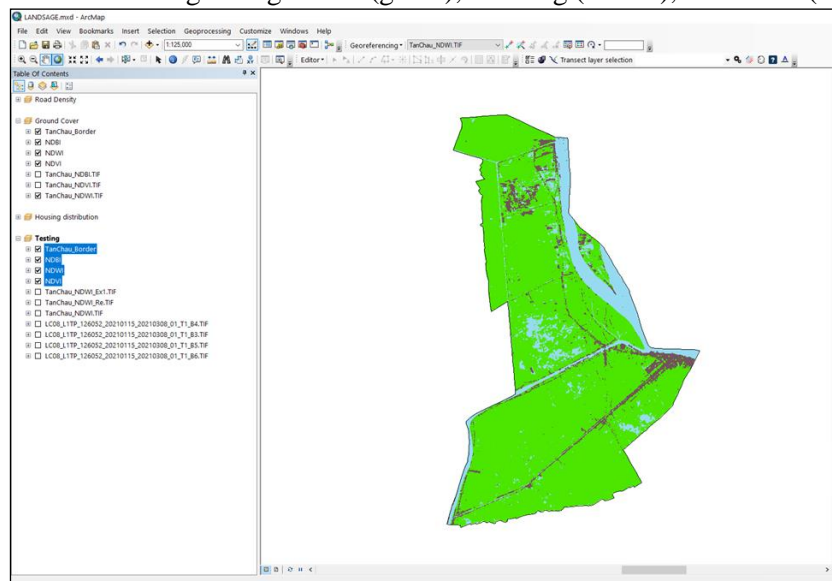 LANDSAGE.mxd - ArcMap
File Edit View Bookmarks Insert Selection Geoprocessing Customize Windows Help
1:125,000 Georeferencing TanChau_NDWI.TIF
Editor Transect layer selection
Table Of Contents
Road Density
Ground Cover
TanChau_Border
NDBI
NDWI
NDVI
TanChau_NDBI.TIF
TanChau_NDVI.TIF
TanChau_NDWI.TIF
Housing distribution
Testing
TanChau_Border
NDBI
NDWI
NDVI
TanChau_NDWI_Ex1.TIF
TanChau_NDWI_Re.TIF
TanChau_NDWI.TIF
LC08_L1TP_126052_20210115_20210308_01_T1_B4.TIF
LC08_L1TP_126052_20210115_20210308_01_T1_B3.TIF
LC08_L1TP_126052_20210115_20210308_01_T1_B5.TIF
LC08_L1TP_126052_20210115_20210308_01_T1_B6.TIF